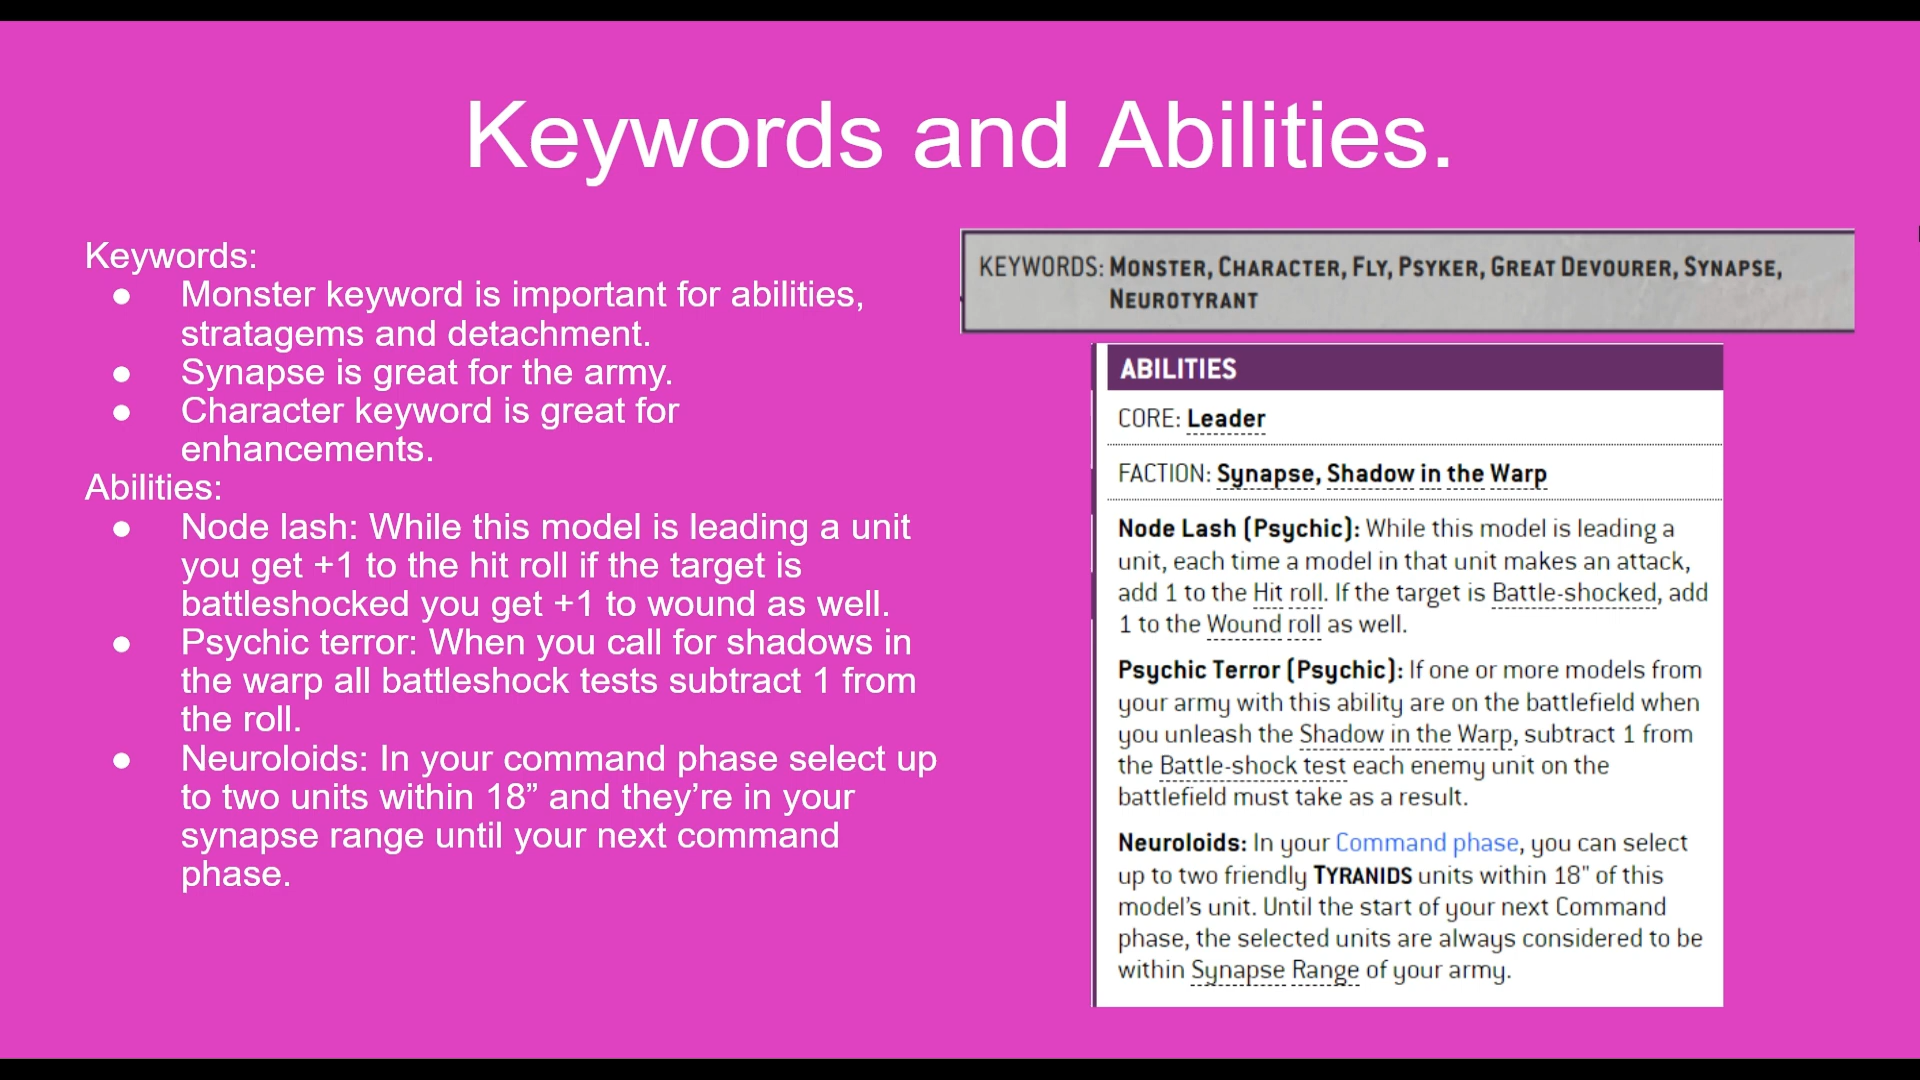 Keywords and Abilities.
Keywords:
● Monster keyword is important for abilities,
stratagems and detachment.
● Synapse is great for the army.
● Character keyword is great for
enhancements.
Abilities:
● Node lash: While this model is leading a unit
you get +1 to the hit roll if the target is
battleshocked you get +1 to wound as well.
● Psychic terror: When you call for shadows in
the warp all battleshock tests subtract 1 from
the roll.
● Neuroloids: In your command phase select up
to two units within 18” and they’re in your
synapse range until your next command
phase.
KEYWORDS: MONSTER, CHARACTER, FLY, PSYKER, GREAT DEVOURER, SYNAPSE,
NEUROTYRANT
ABILITIES
CORE: Leader
FACTION: Synapse, Shadow in the Warp
Node Lash (Psychic): While this model is leading a
unit, each time a model in that unit makes an attack,
add 1 to the Hit roll. If the target is Battle-shocked, add
1 to the Wound roll as well.
Psychic Terror (Psychic): If one or more models from
your army with this ability are on the battlefield when
you unleash the Shadow in the Warp, subtract 1 from
the Battle-shock test each enemy unit on the
battlefield must take as a result.
Neuroloids: In your Command phase, you can select
up to two friendly TYRANIDS units within 18" of this
model’s unit. Until the start of your next Command
phase, the selected units are always considered to be
within Synapse Range of your army.